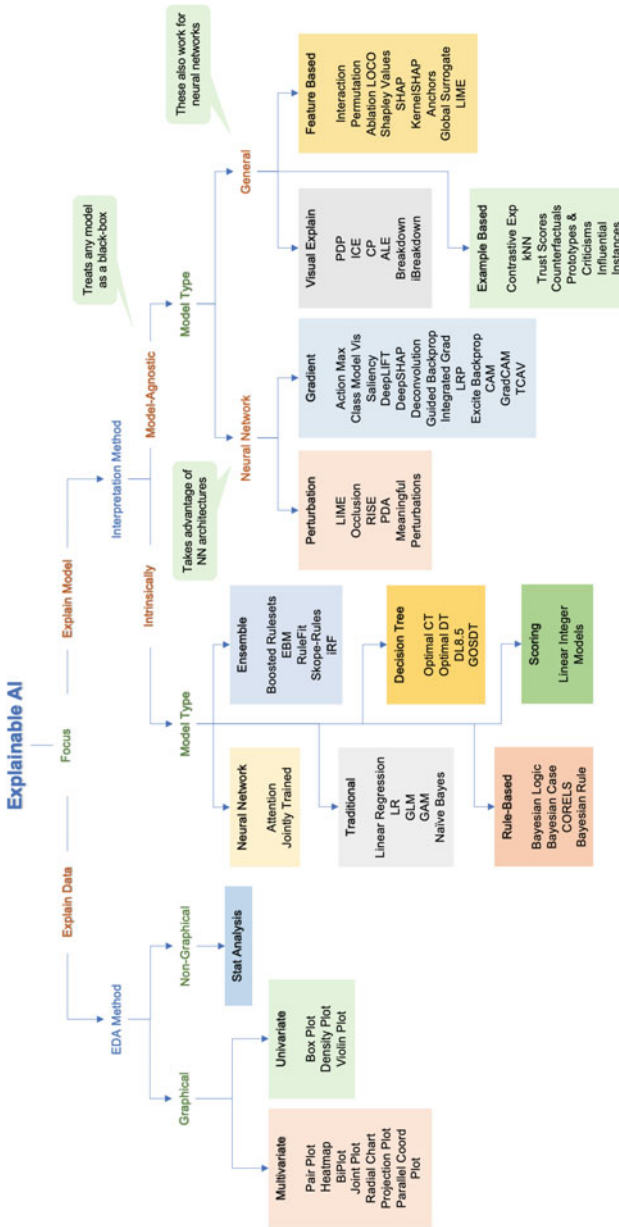 Explainable AI
Focus
Explain Data
Explain Model
EDA Method
Interpretation Method
Graphical
Non-Graphical
Stat Analysis
Multivariate
Pair Plot
Heatmap
BiPlot
Joint Plot
Radial Chart
Projection Plot
Parallel Coord
Plot
Univariate
Box Plot
Density Plot
Violin Plot
Intrinsically
Model-Agnostic
Treats any model
as a black-box
Model Type
Neural Network
Attention
Jointly Trained
Ensemble
Boosted Rulesets
EBM
RuleFit
Skope-Rules
iRF
Traditional
Linear Regression
LR
GLM
GAM
Naïve Bayes
Decision Tree
Optimal CT
Optimal DT
DL8.5
GOSDT
Rule-Based
Bayesian Logic
Bayesian Case
CORELS
Bayesian Rule
Scoring
Linear Integer
Models
Model Type
Takes advantage of
NN architectures
Neural Network
General
These also work for
neural networks
Perturbation
LIME
Occlusion
RISE
PDA
Meaningful
Perturbations
Gradient
Action Max
Class Model Vis
Saliency
DeepLIFT
DeepSHAP
Deconvolution
Guided Backprop
Integrated Grad
LRP
Excite Backprop
CAM
GradCAM
TCAV
Visual Explain
PDP
ICE
CP
ALE
Breakdown
iBreakdown
Feature Based
Interaction
Permutation
Ablation LOCO
Shapley Values
SHAP
KernelSHAP
Anchors
Global Surrogate
LIME
Example Based
Contrastive Exp
kNN
Trust Scores
Counterfactuals
Prototypes &
Criticisms
Influential
Instances